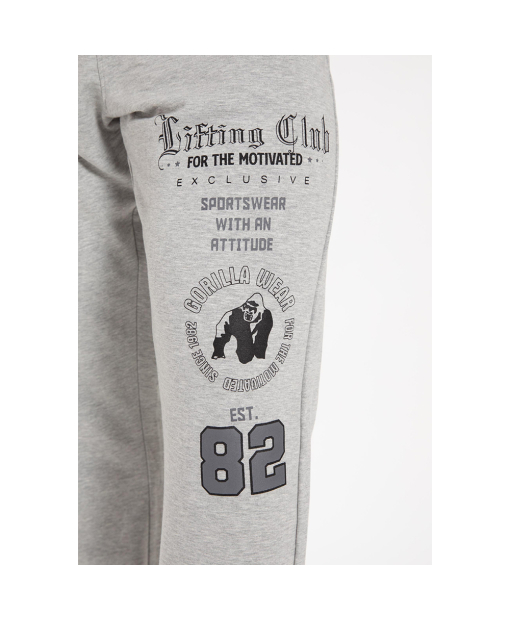 Lifting Club
FOR THE MOTIVATED
EXCLUSIVE
SPORTSWEAR
WITH AN
ATTITUDE
GORILLA WEAR
FOR THE MOTIVATED
SINCE 1982
EST.
82